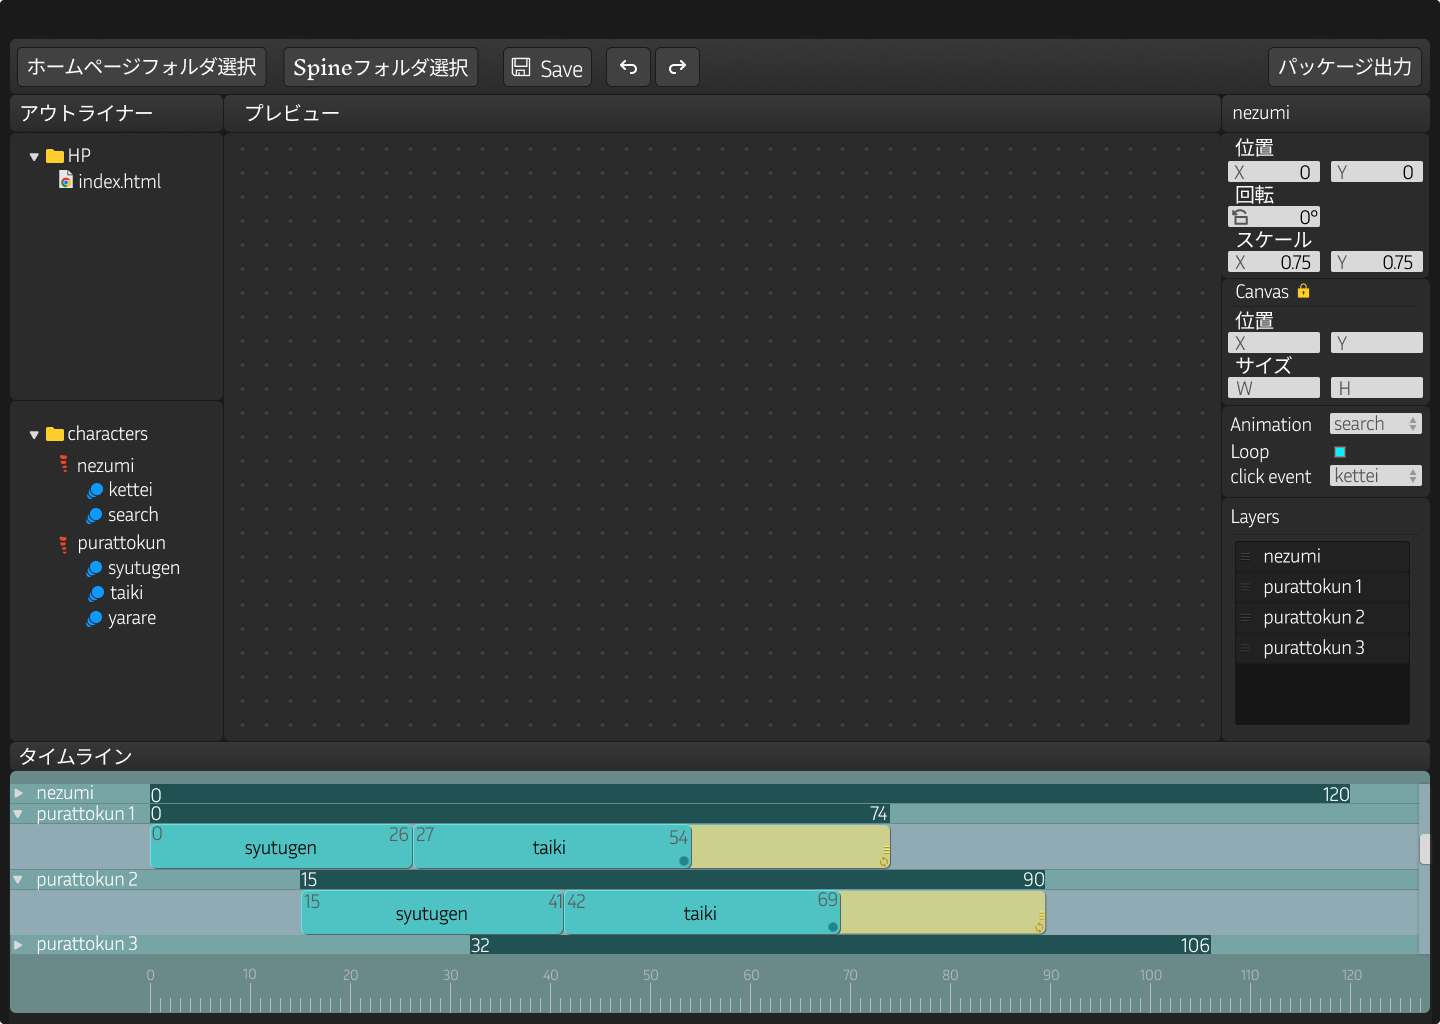 ホームページフォルダ選択 Spineフォルダ選択 Save パッケージ出力
アウトライナー
HP
index.html
characters
nezumi
kettei
search
purattokun
syutugen
taiki
yarare
プレビュー
nezumi
位置
X 0 Y 0
回転
0°
スケール
X 0.75 Y 0.75
Canvas
位置
X Y
サイズ
W H
Animation search
Loop
click event kettei
Layers
nezumi
purattokun 1
purattokun 2
purattokun 3
タイムライン
nezumi 0 120
purattokun 1 0 74
0 syutugen 26 27 taiki 54
purattokun 2 15 90
15 syutugen 41 42 taiki 69
purattokun 3 32 106
0 10 20 30 40 50 60 70 80 90 100 110 120